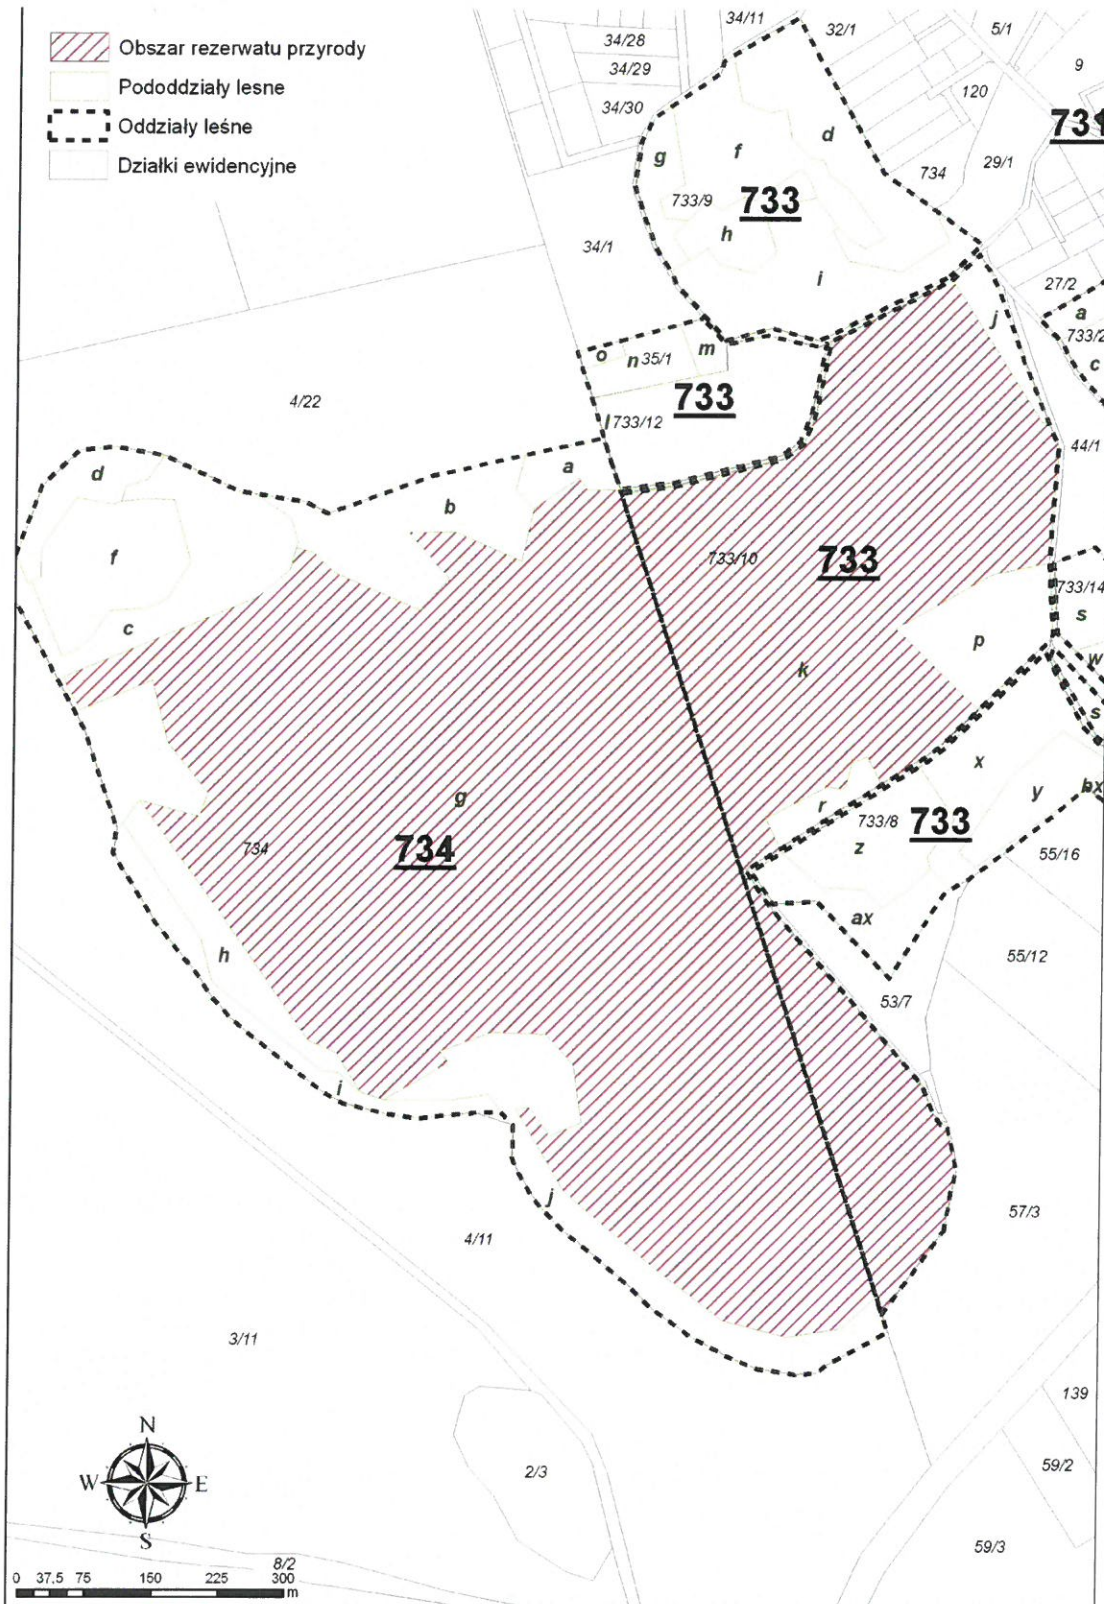 Obszar rezerwatu przyrody
Pododdziały lesne
Oddziały leśne
Działki ewidencyjne
34/11
32/1
5/1
34/28
34/29
34/30
9
120
731
g
f
d
734
29/1
733/9
733
h
34/1
i
27/2
j
a
733/2
c
o
n
35/1
m
4/22
733
l
733/12
44/1
d
a
b
f
733/10
733
733/14
s
c
p
w
k
s
x
g
y
bx
r
733/8
733
734
734
z
55/16
ax
h
55/12
53/7
i
j
57/3
4/11
3/11
139
N
W
E
S
2/3
59/2
59/3
8/2
0 37,5 75 150 225 300
m